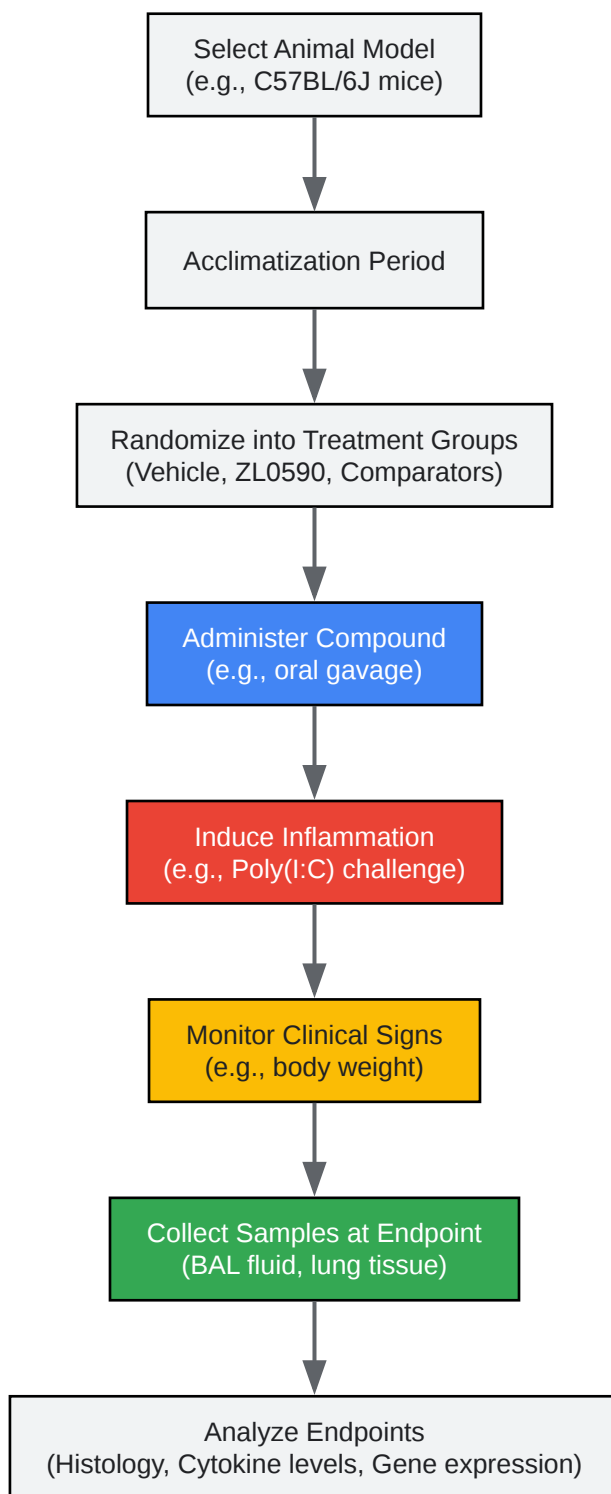 Select Animal Model
(e.g., C57BL/6J mice)
Acclimatization Period
Randomize into Treatment Groups
(Vehicle, ZL0590, Comparators)
Administer Compound
(e.g., oral gavage)
Induce Inflammation
(e.g., Poly(I:C) challenge)
Monitor Clinical Signs
(e.g., body weight)
Collect Samples at Endpoint
(BAL fluid, lung tissue)
Analyze Endpoints
(Histology, Cytokine levels, Gene expression)